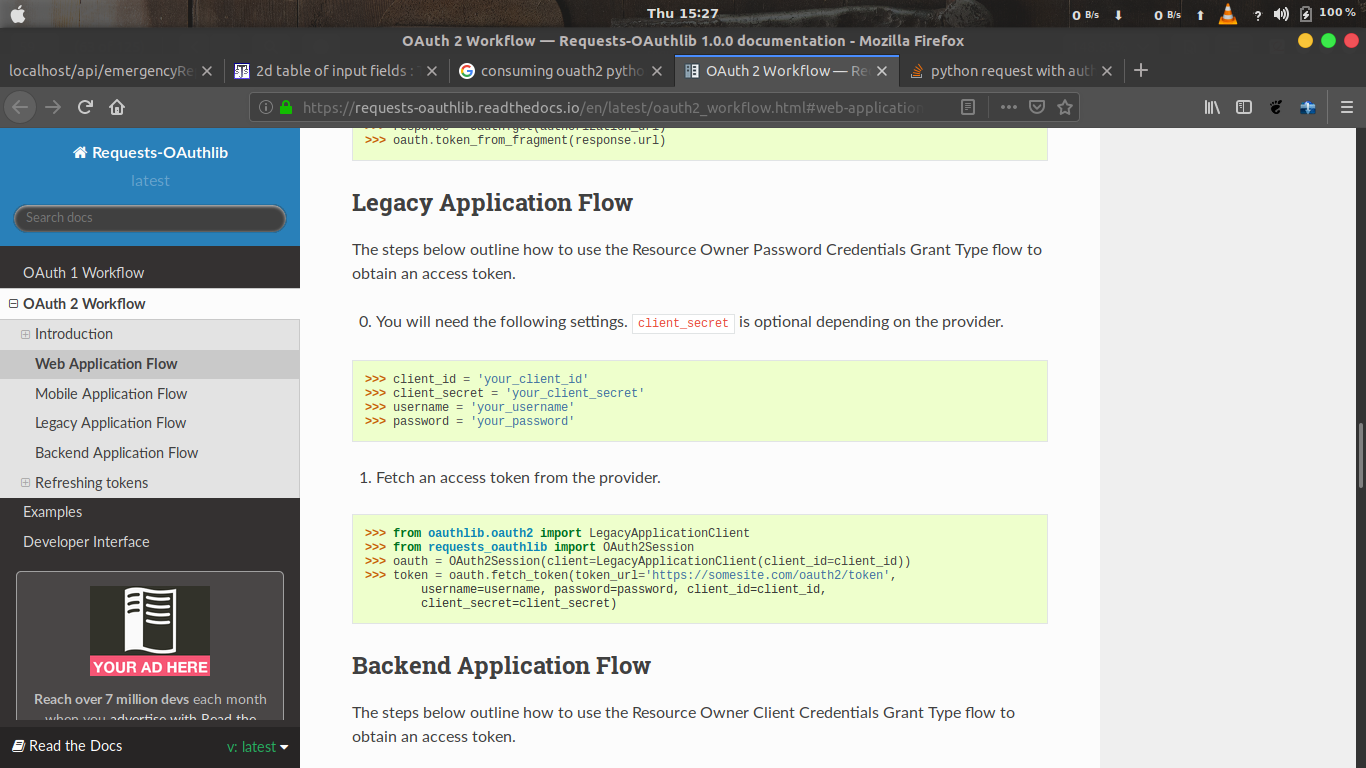 Thu 15:27
0 B/s
0 B/s
?
100 %
OAuth 2 Workflow — Requests-OAuthlib 1.0.0 documentation - Mozilla Firefox
localhost/api/emergencyRe
2d table of input fields :
consuming ouath2 pytho
OAuth 2 Workflow — Re
python request with auth
https://requests-oauthlib.readthedocs.io/en/latest/oauth2_workflow.html#web-application
Requests-OAuthlib
latest
Search docs
OAuth 1 Workflow
OAuth 2 Workflow
Introduction
Web Application Flow
Mobile Application Flow
Legacy Application Flow
Backend Application Flow
Refreshing tokens
Examples
Developer Interface
YOUR AD HERE
Reach over 7 million devs each month
when you advertise with Read the
Read the Docs
v: latest
>>> response = oauth.get(authorization_url)
>>> oauth.token_from_fragment(response.url)
Legacy Application Flow
The steps below outline how to use the Resource Owner Password Credentials Grant Type flow to
obtain an access token.
0. You will need the following settings. client_secret is optional depending on the provider.
>>> client_id = 'your_client_id'
>>> client_secret = 'your_client_secret'
>>> username = 'your_username'
>>> password = 'your_password'
1. Fetch an access token from the provider.
>>> from oauthlib.oauth2 import LegacyApplicationClient
>>> from requests_oauthlib import OAuth2Session
>>> oauth = OAuth2Session(client=LegacyApplicationClient(client_id=client_id))
>>> token = oauth.fetch_token(token_url='https://somesite.com/oauth2/token',
username=username, password=password, client_id=client_id,
client_secret=client_secret)
Backend Application Flow
The steps below outline how to use the Resource Owner Client Credentials Grant Type flow to
obtain an access token.